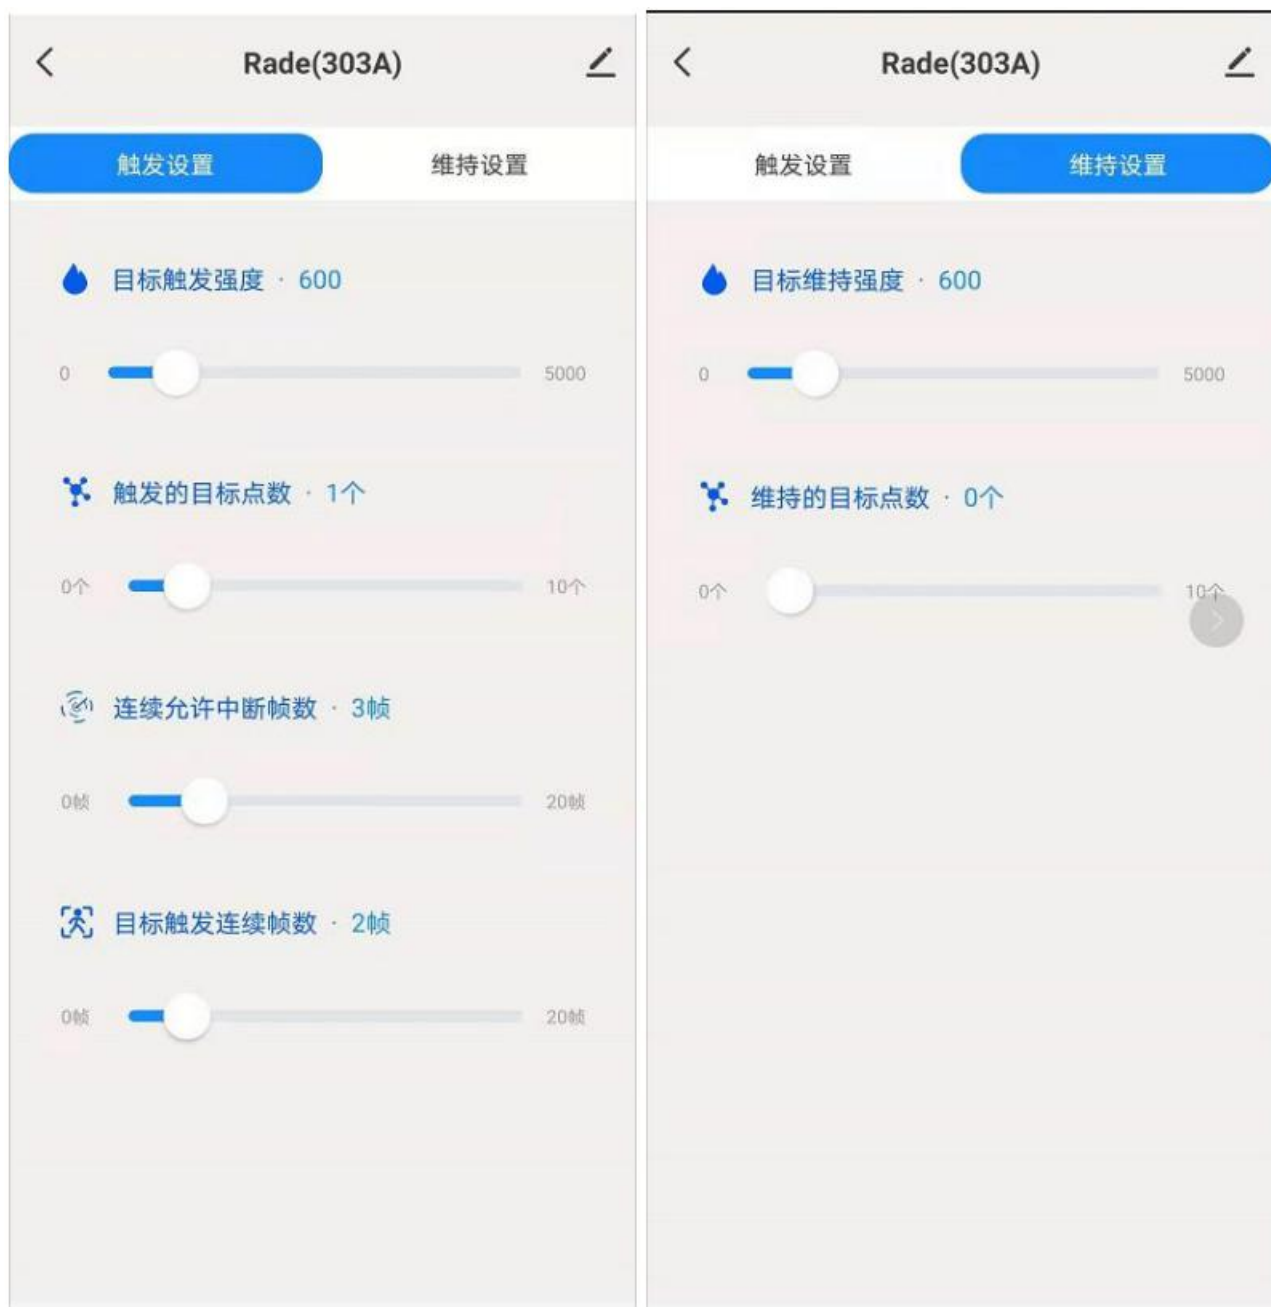 Rade(303A)
触发设置 维持设置
目标触发强度 · 600
0 5000
触发的目标点数 · 1个
0个 10个
连续允许中断帧数 · 3帧
0帧 20帧
目标触发连续帧数 · 2帧
0帧 20帧
Rade(303A)
触发设置 维持设置
目标维持强度 · 600
0 5000
维持的目标点数 · 0个
0个 10个